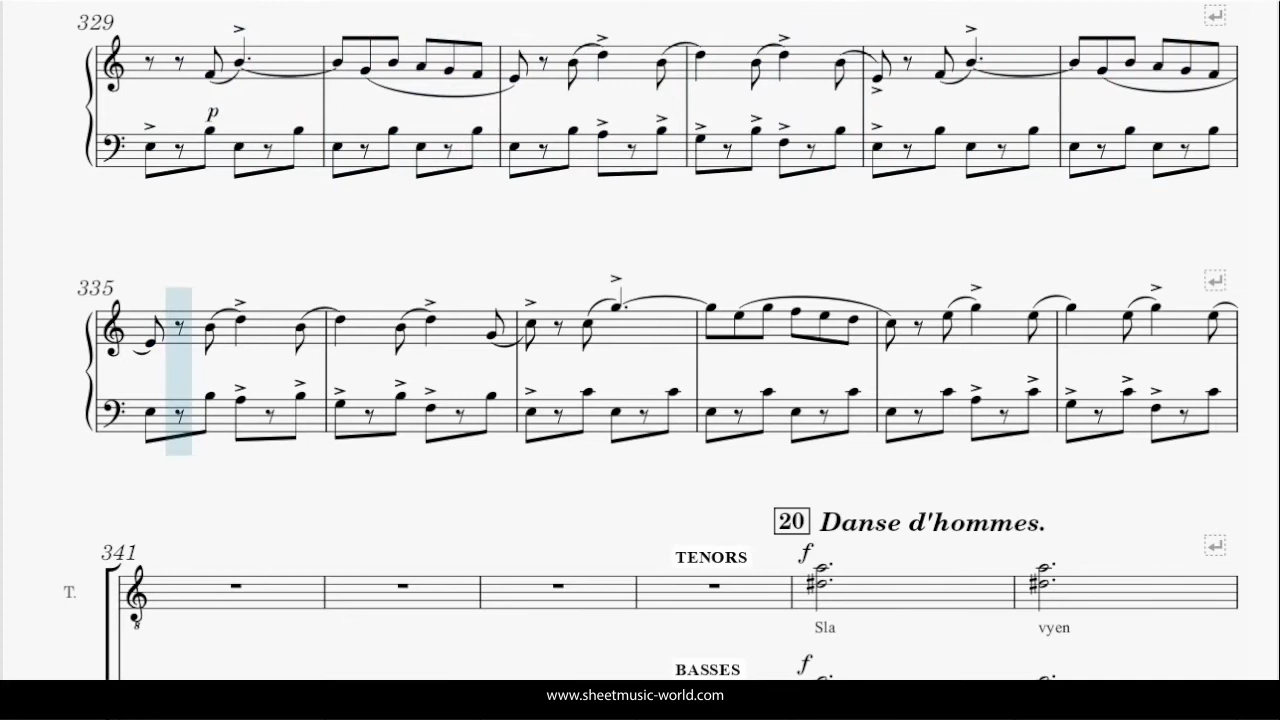 329
p
335
20 Danse d'hommes.
341
TENORS
f
T.
Sla vyen
BASSES
f
www.sheetmusic-world.com